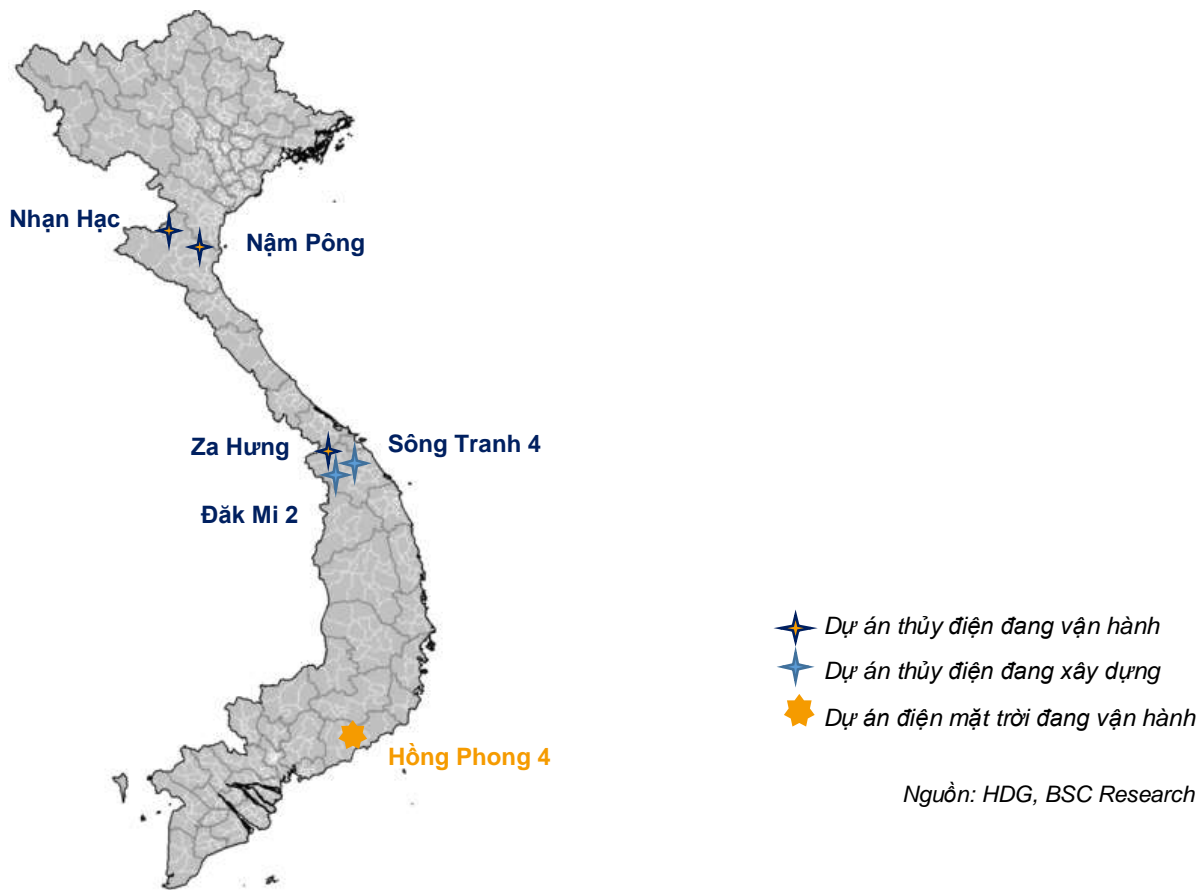 Nhạn Hạc
Nậm Pông
Za Hưng
Sông Tranh 4
Đăk Mi 2
Hồng Phong 4
Dự án thủy điện đang vận hành
Dự án thủy điện đang xây dựng
Dự án điện mặt trời đang vận hành
Nguồn: HDG, BSC Research